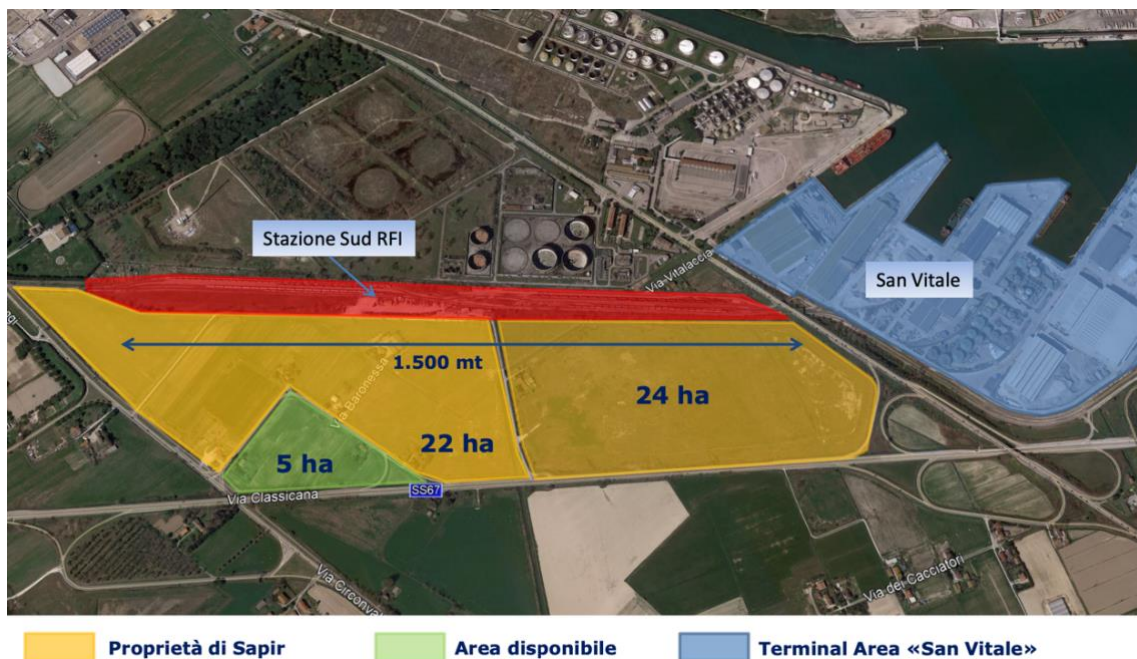 Stazione Sud RFI
Via Vitalaccia
San Vitale
1.500 mt
Via Baronessa
24 ha
22 ha
5 ha
Via Classicana
SS67
Via Circonval
Via dei Cacciatori
Proprietà di Sapir
Area disponibile
Terminal Area «San Vitale»